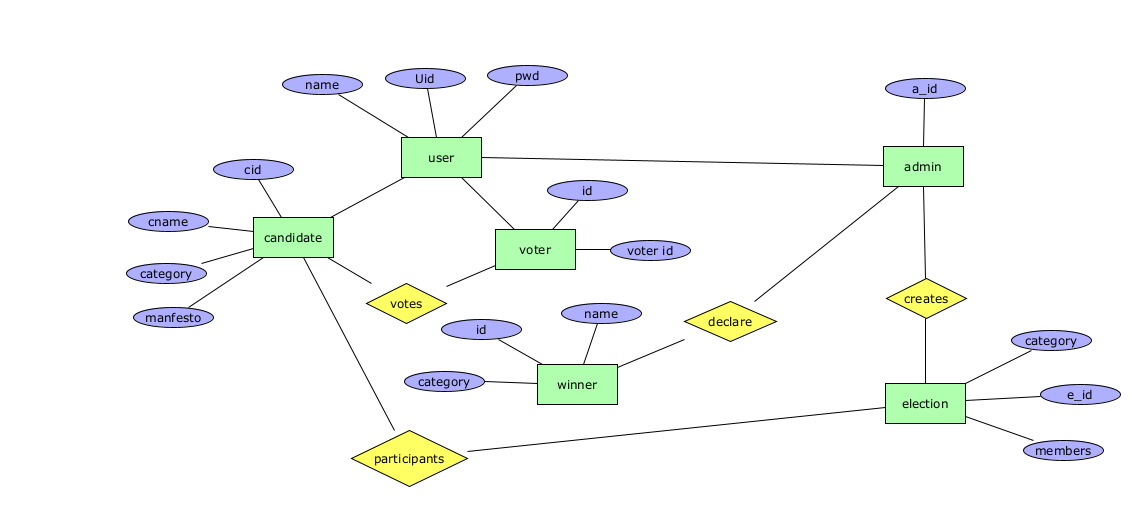 name
Uid
pwd
a_id
user
admin
cid
id
cname
candidate
voter
voter id
category
manfesto
votes
creates
id
name
declare
category
winner
category
election
e_id
participants
members